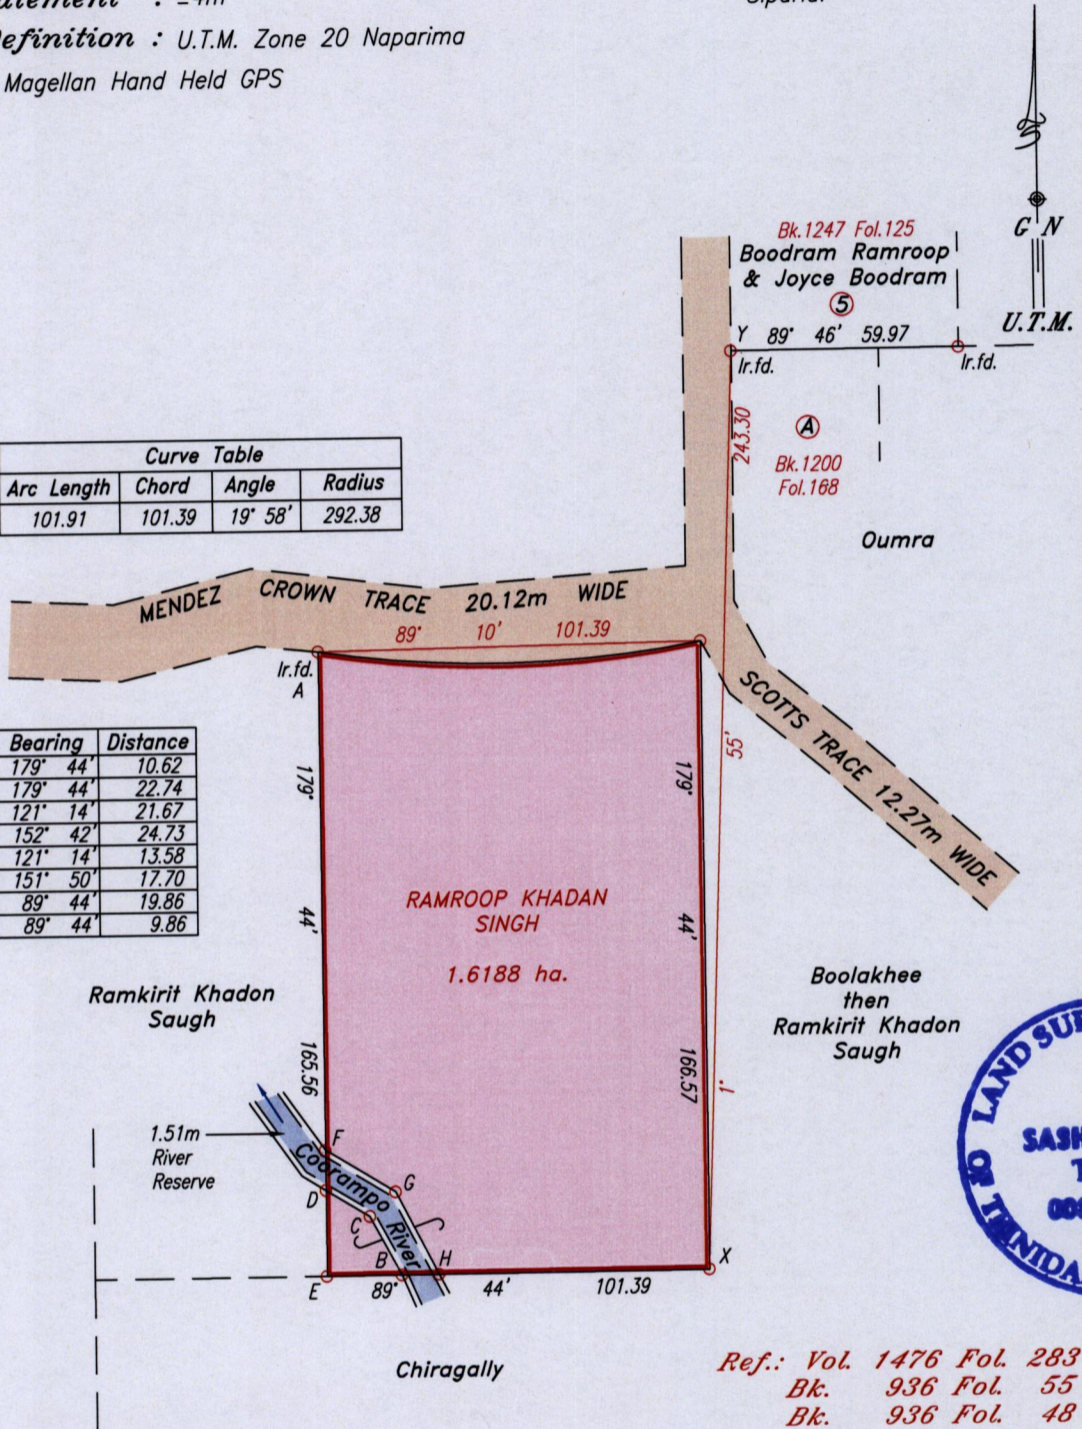 : ±4m
Definition : U.T.M. Zone 20 Naparima
Magellan Hand Held GPS
G N
U.T.M.
Bk.1247 Fol.125
Boodram Ramroop
& Joyce Boodram
5
Y 89° 46' 59.97
Ir.fd.
Ir.fd.
243.30
A
Bk.1200
Fol.168
Oumra
Curve Table
Arc Length Chord Angle Radius
101.91 101.39 19° 58' 292.38
MENDEZ CROWN TRACE 20.12m WIDE
89° 10' 101.39
Ir.fd.
A
SCOTTS TRACE 12.27m WIDE
55'
1°
Bearing Distance
179° 44' 10.62
179° 44' 22.74
121° 14' 21.67
152° 42' 24.73
121° 14' 13.58
151° 50' 17.70
89° 44' 19.86
89° 44' 9.86
179° 44' 165.56
179° 44' 166.57
RAMROOP KHADAN
SINGH
1.6188 ha.
Ramkirit Khadon
Saugh
Boolakhee
then
Ramkirit Khadon
Saugh
1.51m
River
Reserve
Coorampo River
F
D
G
C
B
H
E
X
89° 44' 101.39
Chiragally
LAND SU
OF TRINIDA
SASH
Ref.: Vol. 1476 Fol. 283
Bk. 936 Fol. 55
Bk. 936 Fol. 48